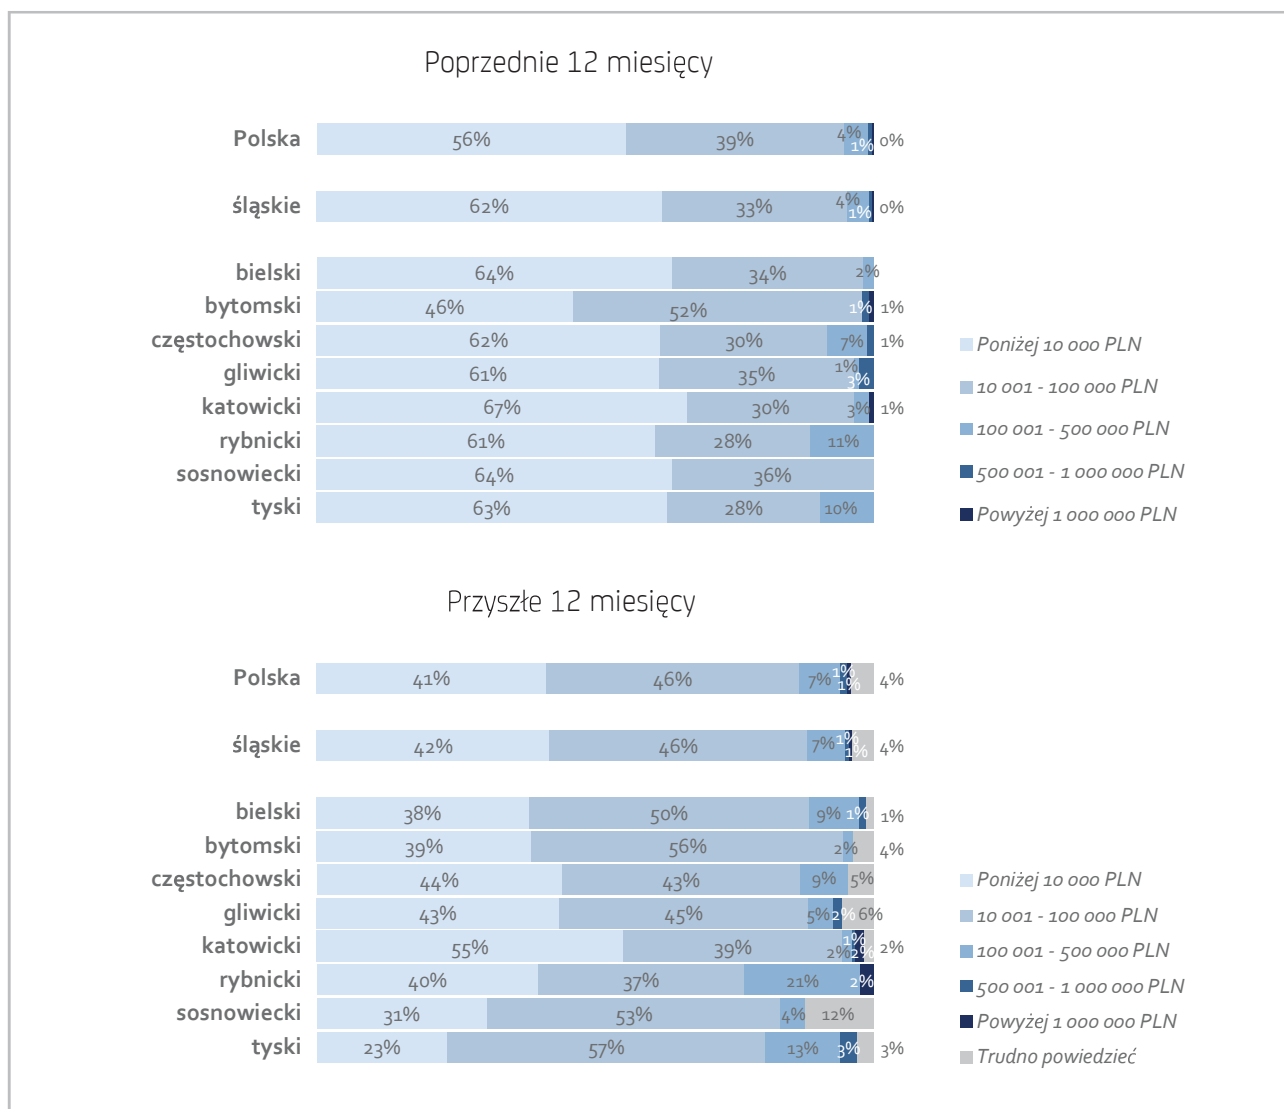 Poprzednie 12 miesięcy
Polska 56% 39% 4% 1% 0%
śląskie 62% 33% 4% 1% 0%
bielski 64% 34% 2%
bytomski 46% 52% 1% 1%
częstochowski 62% 30% 7% 1%
gliwicki 61% 35% 1% 3%
katowicki 67% 30% 3% 1%
rybnicki 61% 28% 11%
sosnowiecki 64% 36%
tyski 63% 28% 10%
Poniżej 10 000 PLN
10 001 - 100 000 PLN
100 001 - 500 000 PLN
500 001 - 1 000 000 PLN
Powyżej 1 000 000 PLN
Przyszłe 12 miesięcy
Polska 41% 46% 7% 1% 1% 4%
śląskie 42% 46% 7% 1% 1% 4%
bielski 38% 50% 9% 1% 1%
bytomski 39% 56% 2% 4%
częstochowski 44% 43% 9% 5%
gliwicki 43% 45% 5% 2% 6%
katowicki 55% 39% 2% 1% 2% 2%
rybnicki 40% 37% 21% 2%
sosnowiecki 31% 53% 4% 12%
tyski 23% 57% 13% 3% 3%
Poniżej 10 000 PLN
10 001 - 100 000 PLN
100 001 - 500 000 PLN
500 001 - 1 000 000 PLN
Powyżej 1 000 000 PLN
Trudno powiedzieć